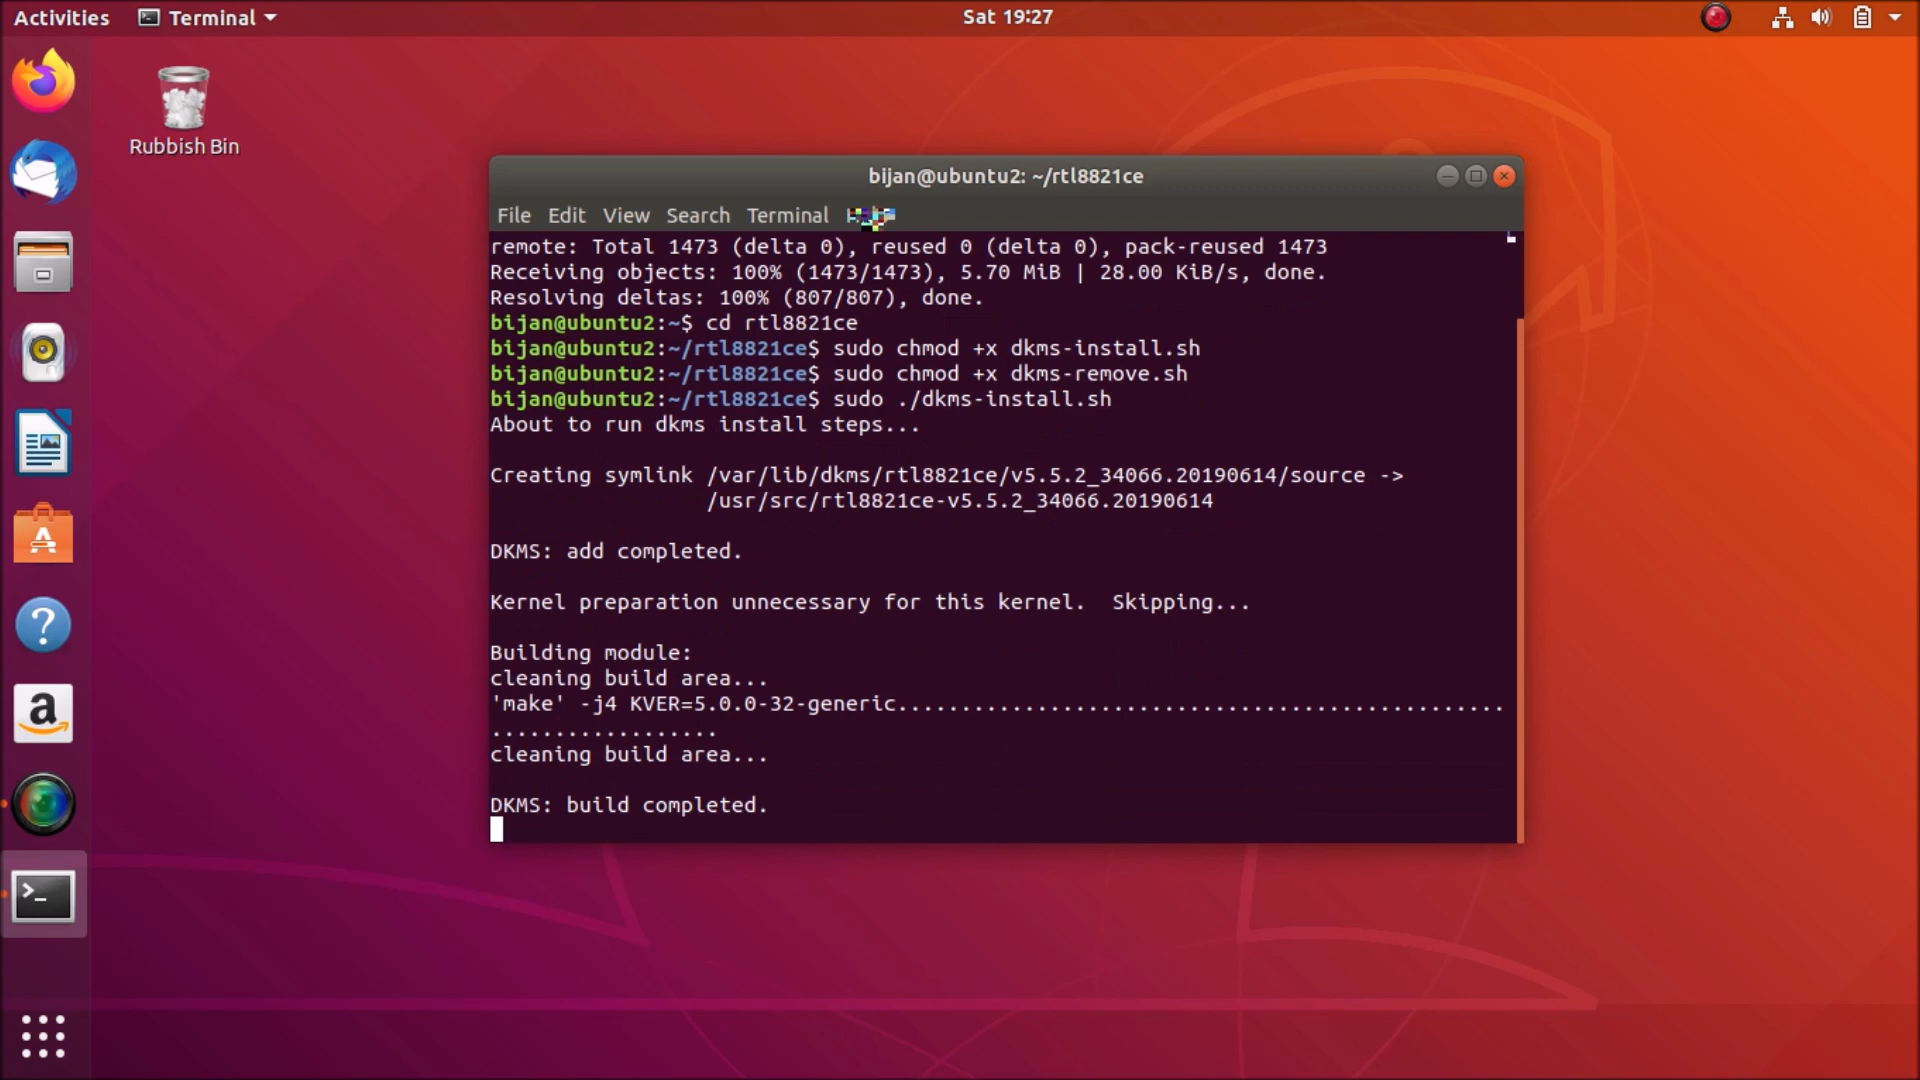 Activities
Terminal
Sat 19:27
Rubbish Bin
bijan@ubuntu2: ~/rtl8821ce
File Edit View Search Terminal
remote: Total 1473 (delta 0), reused 0 (delta 0), pack-reused 1473
Receiving objects: 100% (1473/1473), 5.70 MiB | 28.00 KiB/s, done.
Resolving deltas: 100% (807/807), done.
bijan@ubuntu2:~$ cd rtl8821ce
bijan@ubuntu2:~/rtl8821ce$ sudo chmod +x dkms-install.sh
bijan@ubuntu2:~/rtl8821ce$ sudo chmod +x dkms-remove.sh
bijan@ubuntu2:~/rtl8821ce$ sudo ./dkms-install.sh
About to run dkms install steps...
Creating symlink /var/lib/dkms/rtl8821ce/v5.5.2_34066.20190614/source ->
/usr/src/rtl8821ce-v5.5.2_34066.20190614
DKMS: add completed.
Kernel preparation unnecessary for this kernel.  Skipping...
Building module:
cleaning build area...
'make' -j4 KVER=5.0.0-32-generic................................................
..................
cleaning build area...
DKMS: build completed.